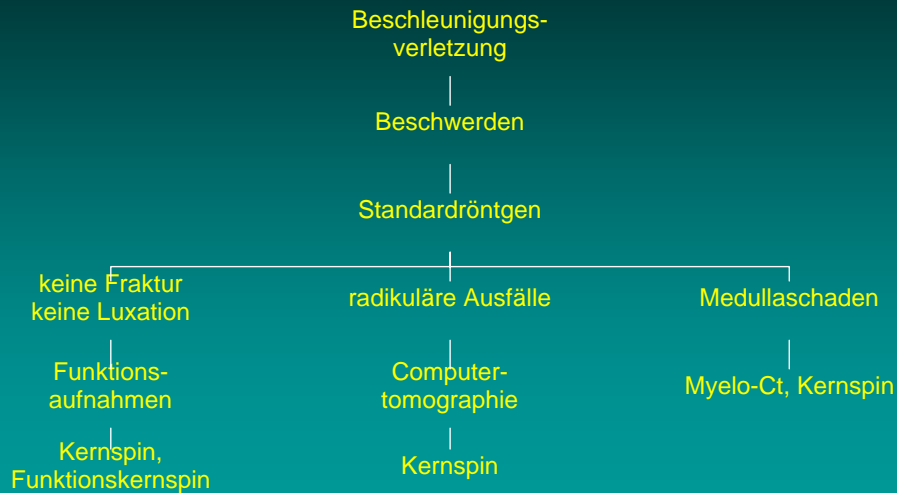 Beschleunigungs-
verletzung
Beschwerden
Standardröntgen
keine Fraktur
keine Luxation
radikuläre Ausfälle
Medullaschaden
Funktions-
aufnahmen
Computer-
tomographie
Myelo-Ct, Kernspin
Kernspin,
Funktionskernspin
Kernspin